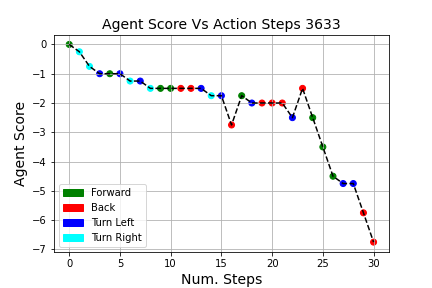 Agent Score Vs Action Steps 3633
0
−1
−2
−3
−4
−5
−6
−7
Agent Score
Forward
Back
Turn Left
Turn Right
0 5 10 15 20 25 30
Num. Steps